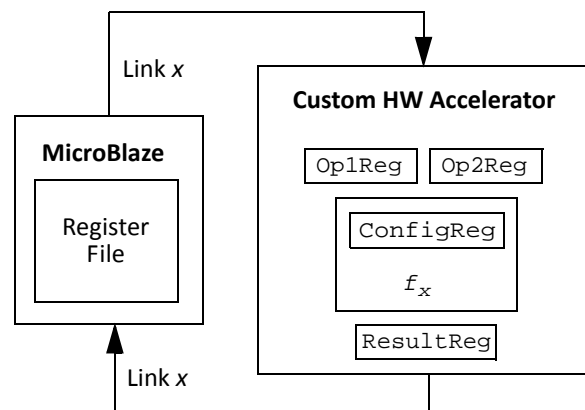 Link x
Custom HW Accelerator
MicroBlaze
Op1Reg
Op2Reg
Register
File
ConfigReg
fx
ResultReg
Link x